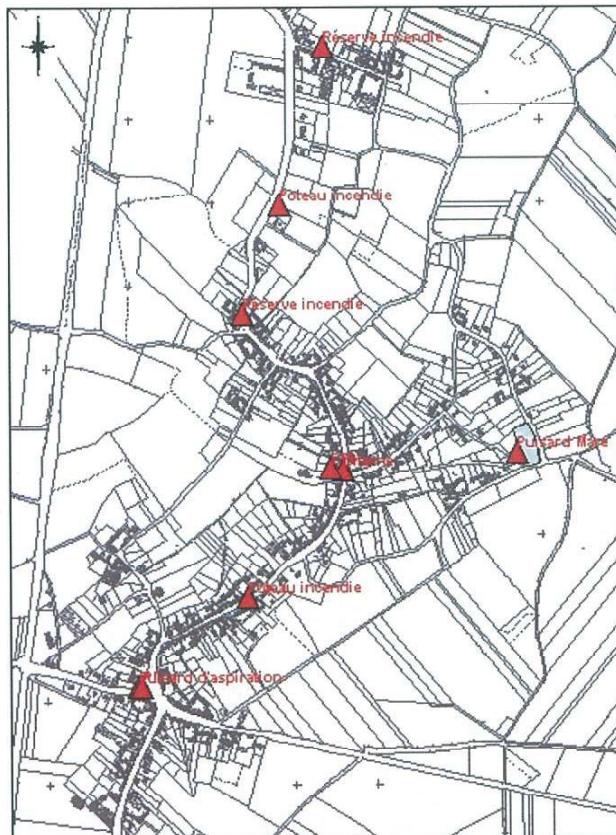 Réserve incendie
Poteau incendie
Réserve incendie
Puisard Mare
Poteau incendie
Puisard d'aspiration